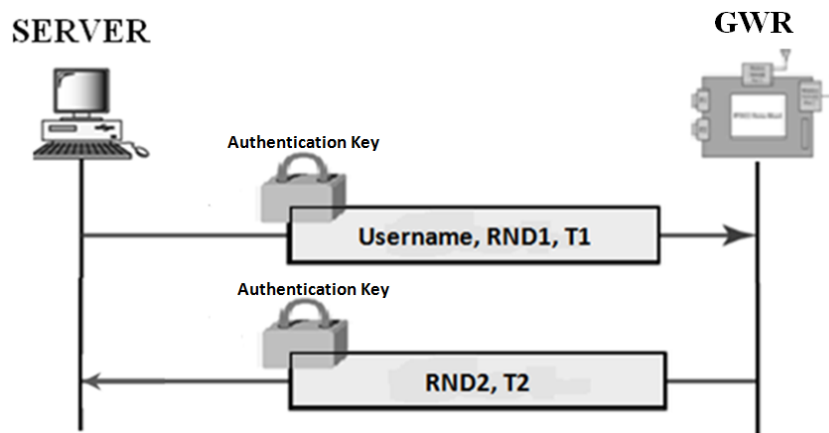 SERVER
GWR
Authentication Key
Username, RND1, T1
Authentication Key
RND2, T2